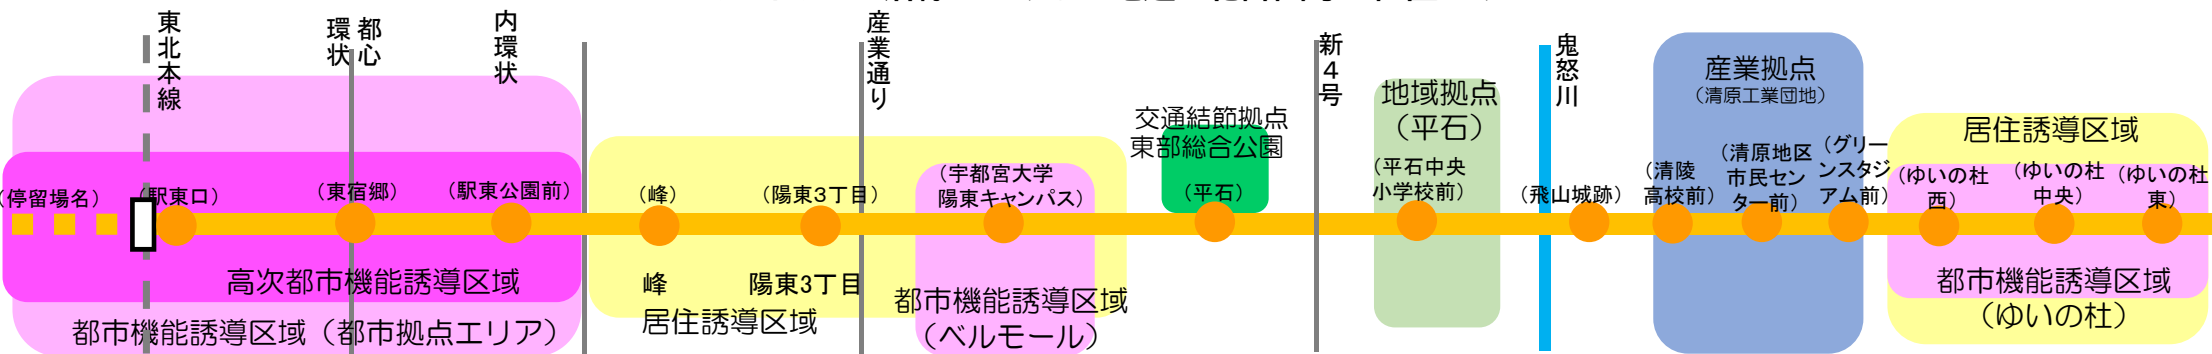 東北本線
都心
環状
内環状
産業通り
新4号
鬼怒川
産業拠点
（清原工業団地）
地域拠点
（平石）
交通結節拠点
東部総合公園
居住誘導区域
（停留場名）
（駅東口）
（東宿郷）
（駅東公園前）
（峰）
（陽東3丁目）
（宇都宮大学
陽東キャンパス）
（平石）
（平石中央
小学校前）
（飛山城跡）
（清陵
高校前）
（清原地区
市民セン
ター前）
（グリー
ンスタジ
アム前）
（ゆいの杜
西）
（ゆいの杜
中央）
（ゆいの杜
東）
高次都市機能誘導区域
都市機能誘導区域（都市拠点エリア）
峰
陽東3丁目
居住誘導区域
都市機能誘導区域
（ベルモール）
都市機能誘導区域
（ゆいの杜）